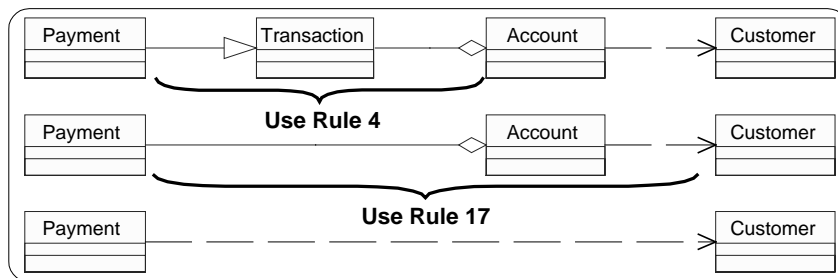 Payment Transaction Account Customer
Use Rule 4
Payment Account Customer
Use Rule 17
Payment Customer